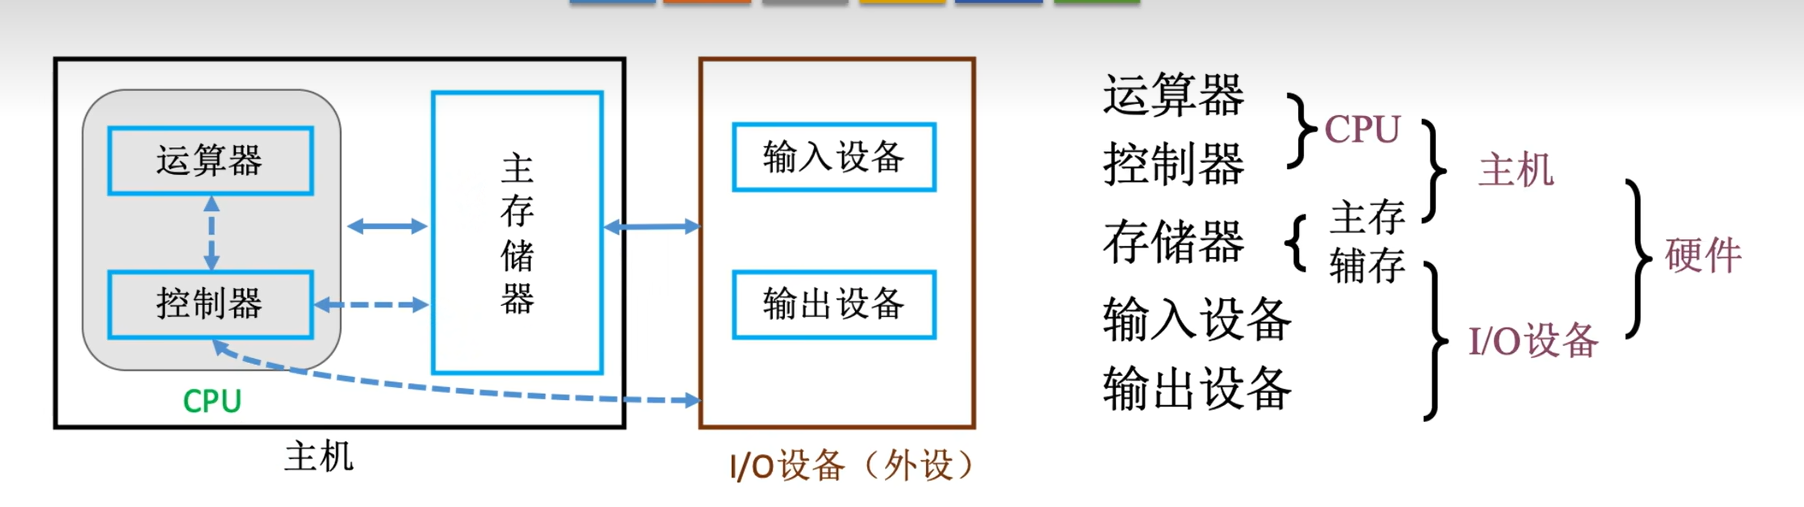 运算器
控制器
CPU
主存储器
主机
输入设备
输出设备
I/O设备（外设）
运算器
控制器
CPU
存储器
主存
辅存
主机
输入设备
输出设备
I/O设备
硬件